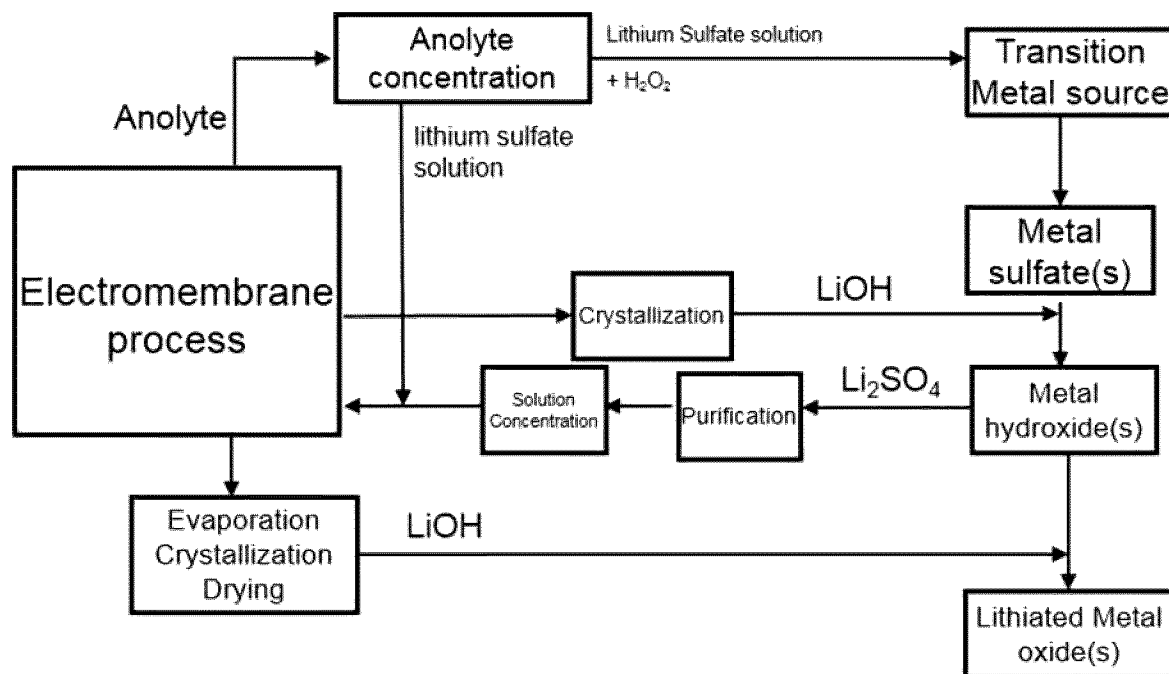 Anolyte
concentration
Lithium Sulfate solution
+ H₂O₂
Transition
Metal source
Anolyte
lithium sulfate
solution
Metal
sulfate(s)
Electromembrane
process
Crystallization
LiOH
Solution
Concentration
Purification
Li₂SO₄
Metal
hydroxide(s)
Evaporation
Crystallization
Drying
LiOH
Lithiated Metal
oxide(s)